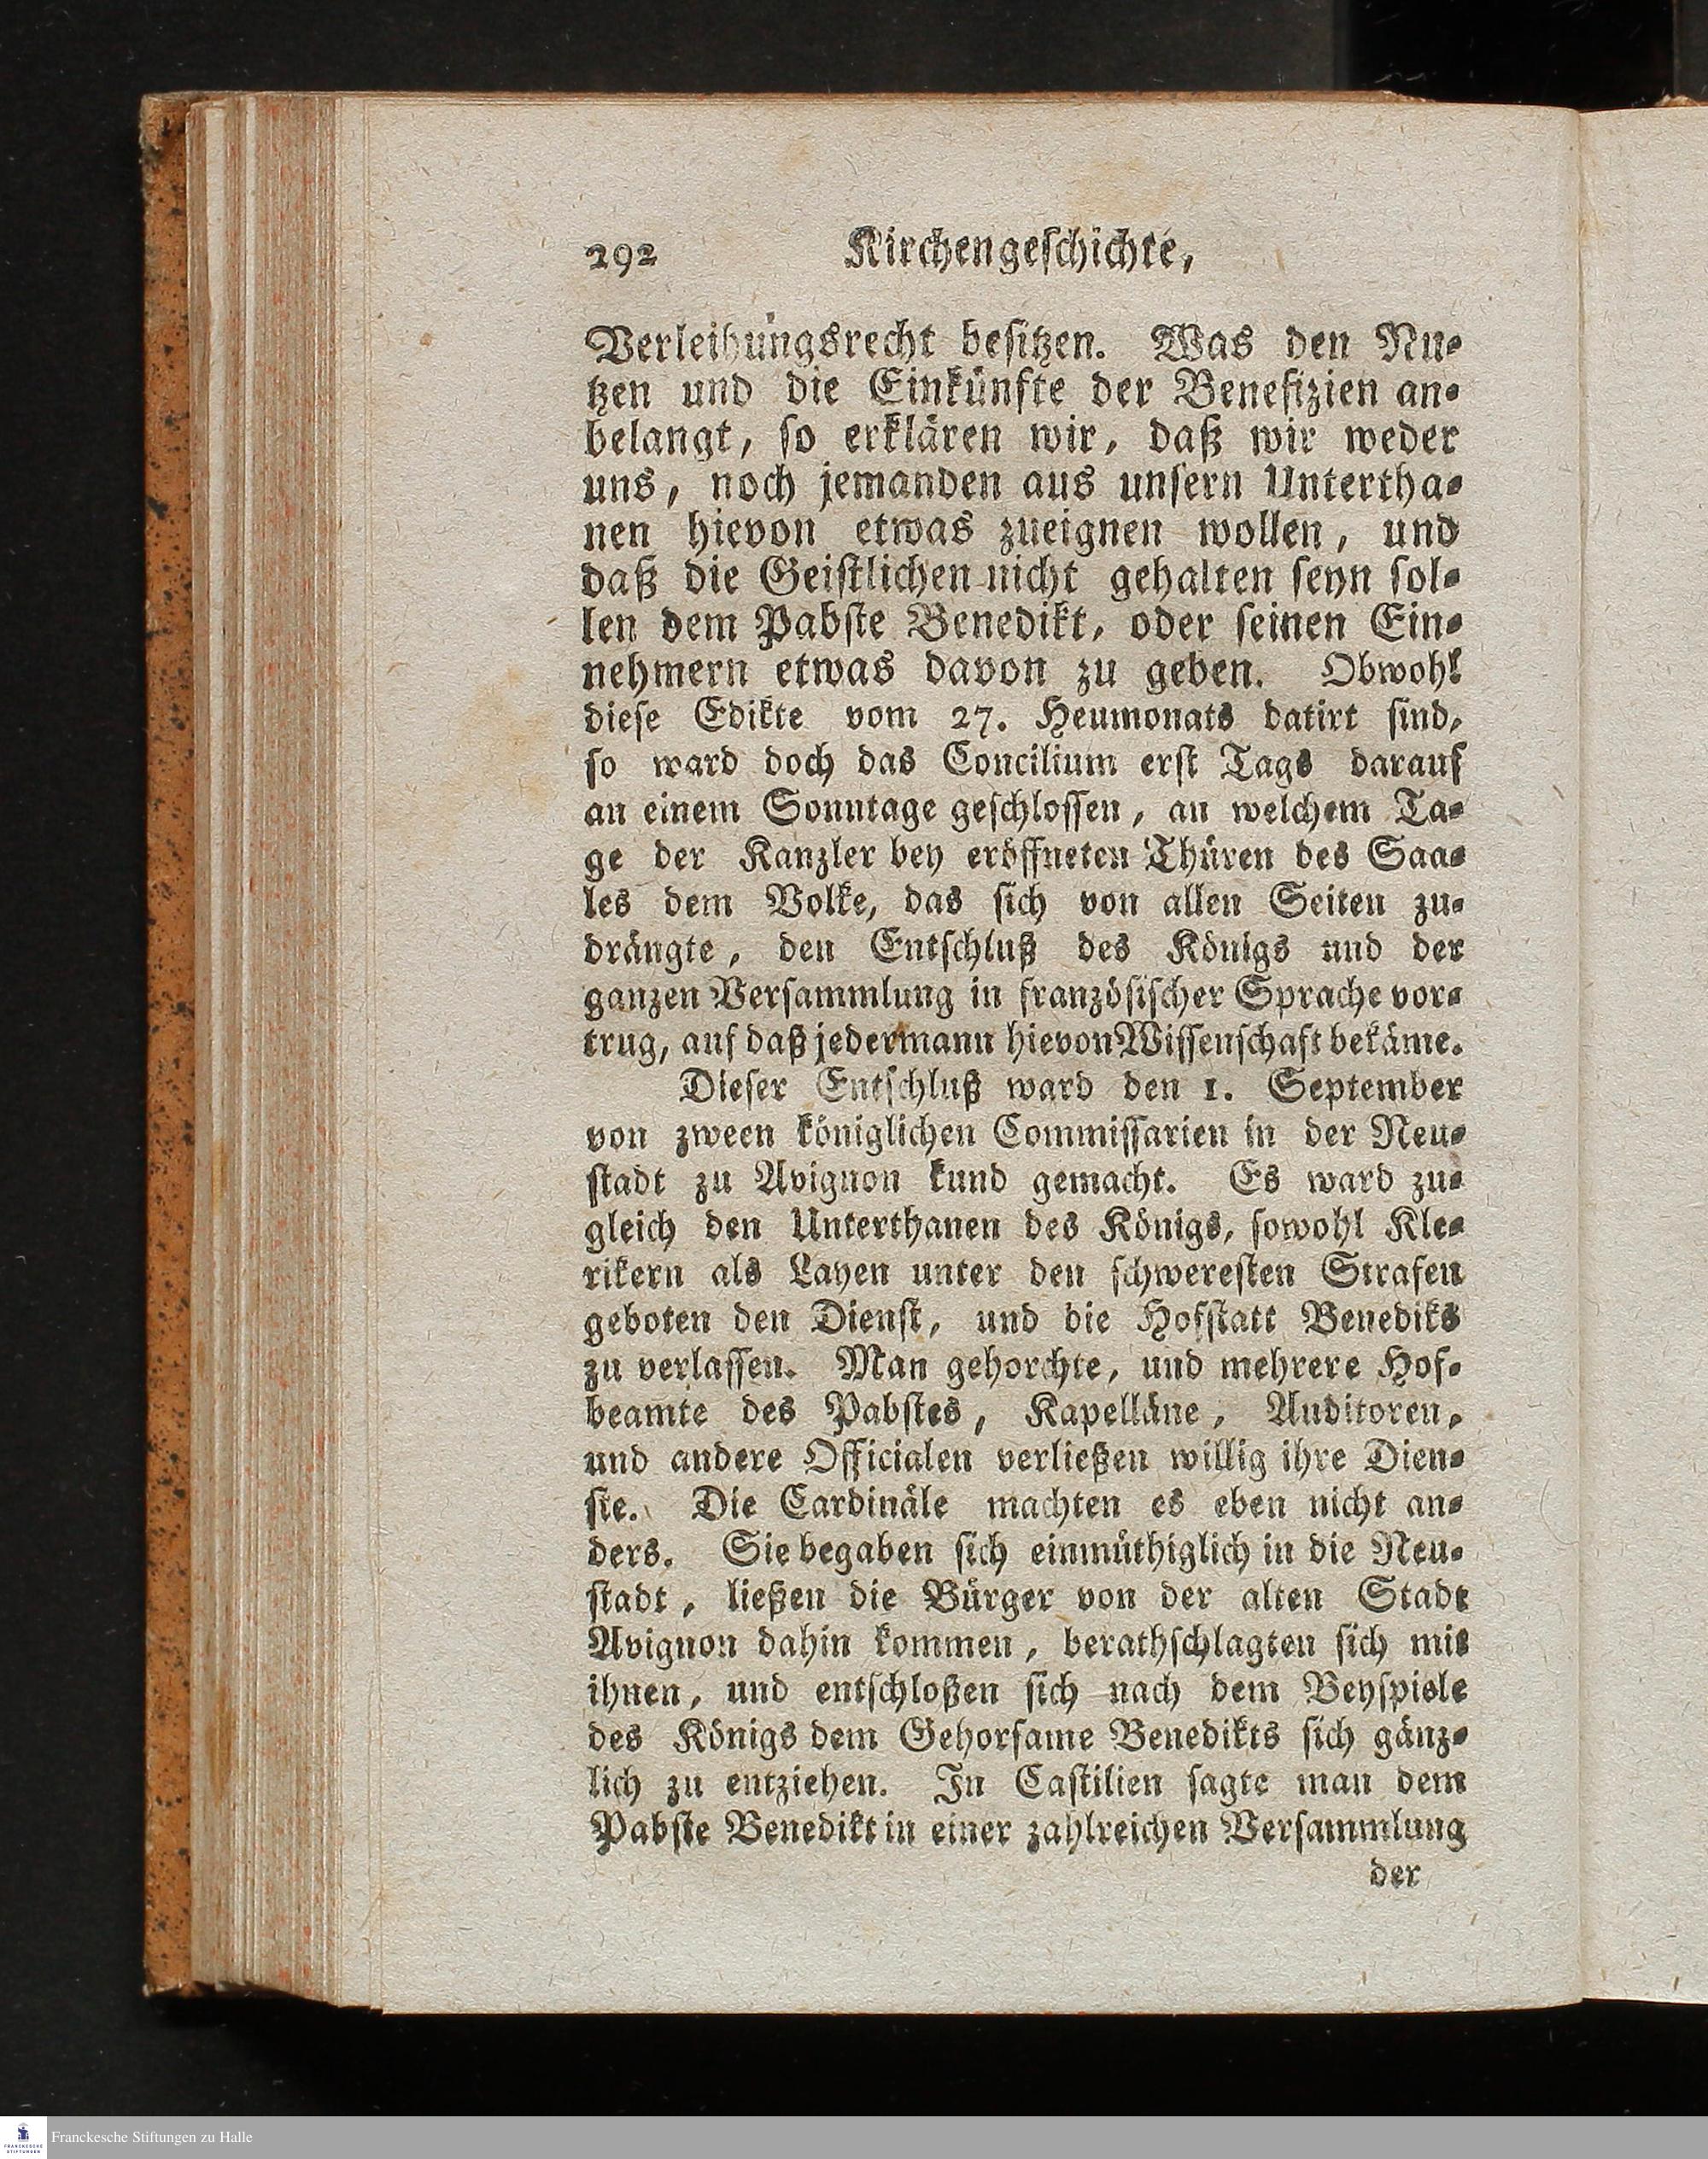 292 Kirchengeschichte,
Verleihungsrecht besitzen. Was den Nu-
tzen und die Einkünfte der Benefizien an-
belangt, so erklären wir, daß wir weder
uns, noch jemanden aus unsern Untertha-
nen hievon etwas zueignen wollen, und
daß die Geistlichen nicht gehalten seyn sol-
len dem Pabste Benedikt, oder seinen Ein-
nehmern etwas davon zu geben. Obwohl
diese Edikte vom 27. Heumonats datirt sind,
so ward doch das Concilium erst Tags darauf
an einem Sonntage geschlossen, an welchem Ta-
ge der Kanzler bey eröffneten Thüren des Saa-
les dem Volke, das sich von allen Seiten zu-
drängte, den Entschluß des Königs und der
ganzen Versammlung in französischer Sprache vor-
trug, auf daß jedermann hievon Wissenschaft bekäme.
Dieser Entschluß ward den 1. September
von zween königlichen Commissarien in der Neu-
stadt zu Avignon kund gemacht. Es ward zu-
gleich den Unterthanen des Königs, sowohl Kle-
rikern als Layen unter den schweresten Strafen
geboten den Dienst, und die Hofstatt Benediks
zu verlassen. Man gehorchte, und mehrere Hof-
beamte des Pabstes, Kapelläne, Auditoren,
und andere Officialen verließen willig ihre Dien-
ste. Die Cardinäle machten es eben nicht an-
ders. Sie begaben sich einmüthiglich in die Neu-
stadt, ließen die Bürger von der alten Stadt
Avignon dahin kommen, berathschlagten sich mit
ihnen, und entschloßen sich nach dem Beyspiele
des Königs dem Gehorsame Benedikts sich gänz-
lich zu entziehen. In Castilien sagte man dem
Pabste Benedikt in einer zahlreichen Versammlung
der
FRANCKESCHE
STIFTUNGEN
Franckesche Stiftungen zu Halle